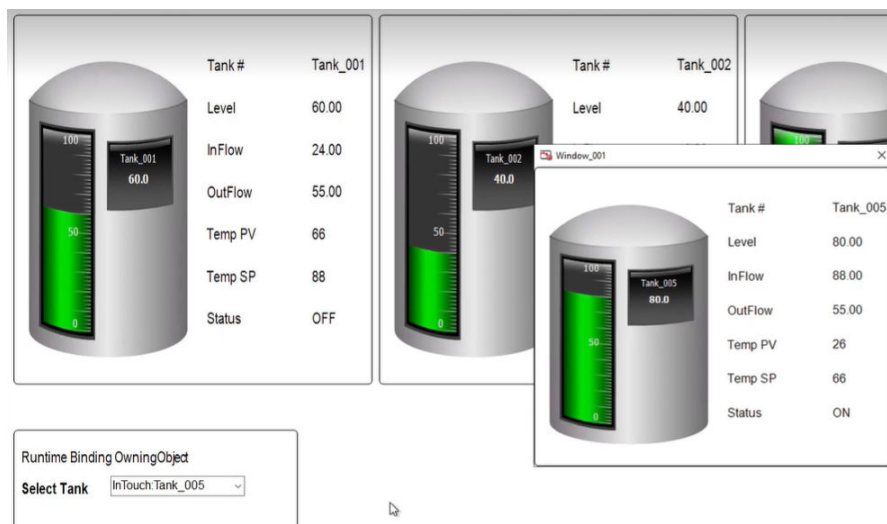 Tank # Tank_001
Level 60.00
InFlow 24.00
OutFlow 55.00
Temp PV 66
Temp SP 88
Status OFF
100
50
0
Tank_001
60.0
Tank # Tank_002
Level 40.00
100
50
0
Tank_002
40.0
100
Window_001
Tank # Tank_005
Level 80.00
InFlow 88.00
OutFlow 55.00
Temp PV 26
Temp SP 66
Status ON
100
50
0
Tank_005
80.0
Runtime Binding OwningObject
Select Tank InTouch:Tank_005